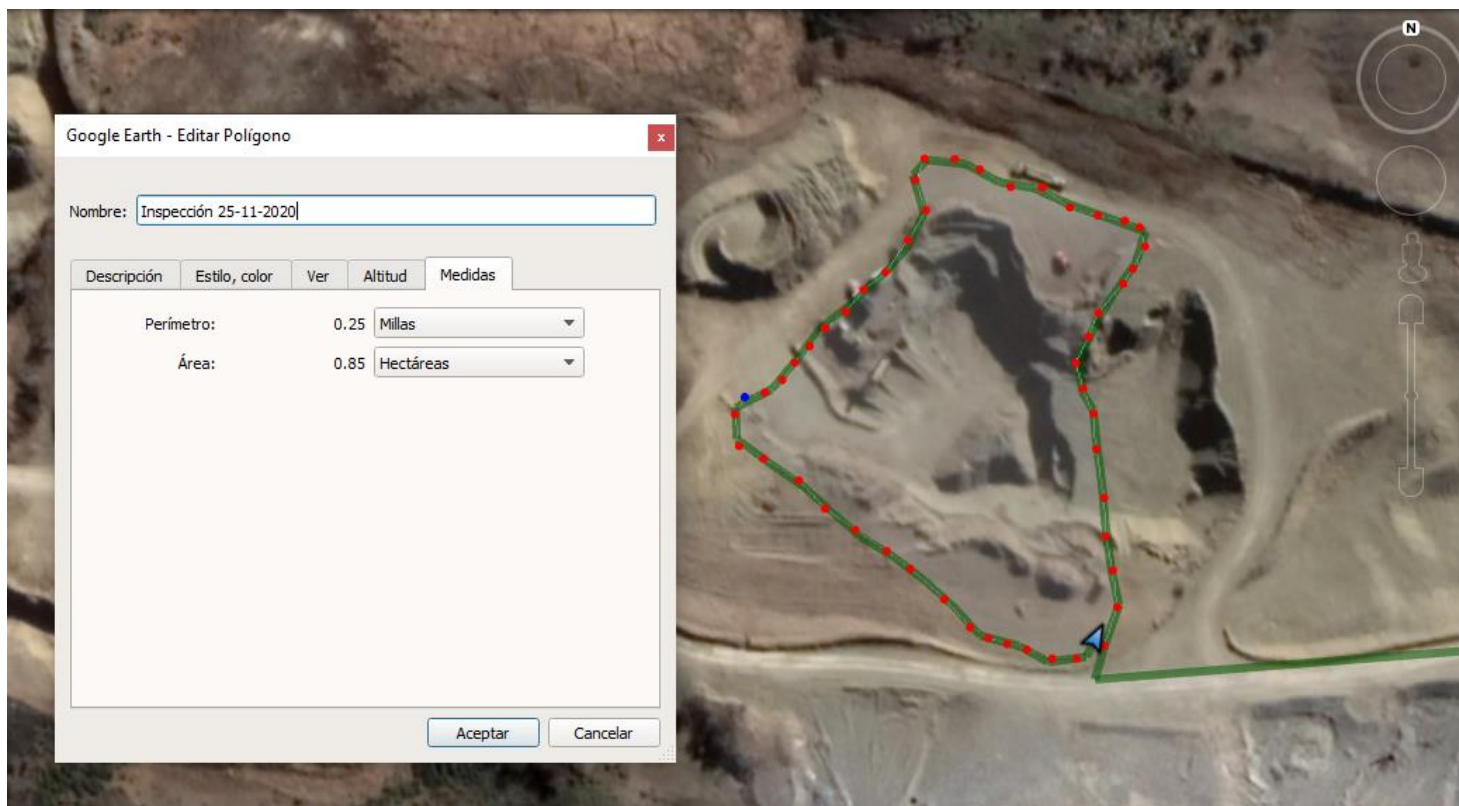 N
Google Earth - Editar Polígono
x
Nombre: Inspección 25-11-2020
Descripción Estilo, color Ver Altitud Medidas
Perímetro: 0.25 Millas
Área: 0.85 Hectáreas
Aceptar Cancelar